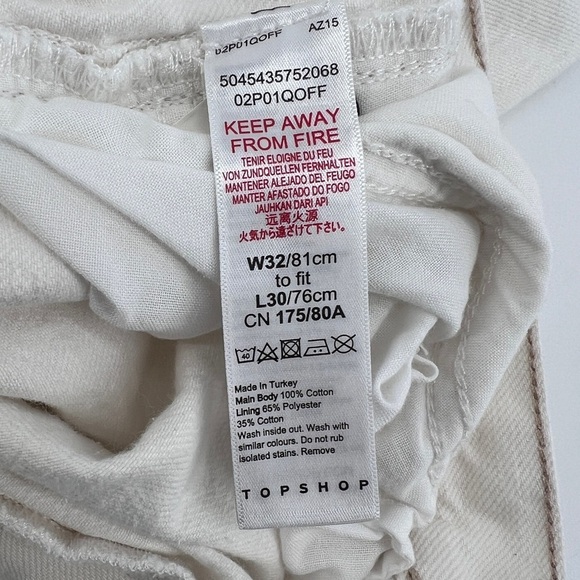 02P01QOFF AZ15
5045435752068
02P01QOFF
KEEP AWAY
FROM FIRE
TENIR ELOIGNE DU FEU
VON ZUNDQUELLEN FERNHALTEN
MANTENER ALEJADO DEL FEUGO
MANTER AFASTADO DO FOGO
JAUHKAN DARI API
远离火源
火気から遠ざけて下さい。
W32/81cm
to fit
L30/76cm
CN 175/80A
40
Made in Turkey
Main Body 100% Cotton
Lining 65% Polyester
35% Cotton
Wash inside out. Wash with
similar colours. Do not rub
isolated stains. Remove
TOPSHOP